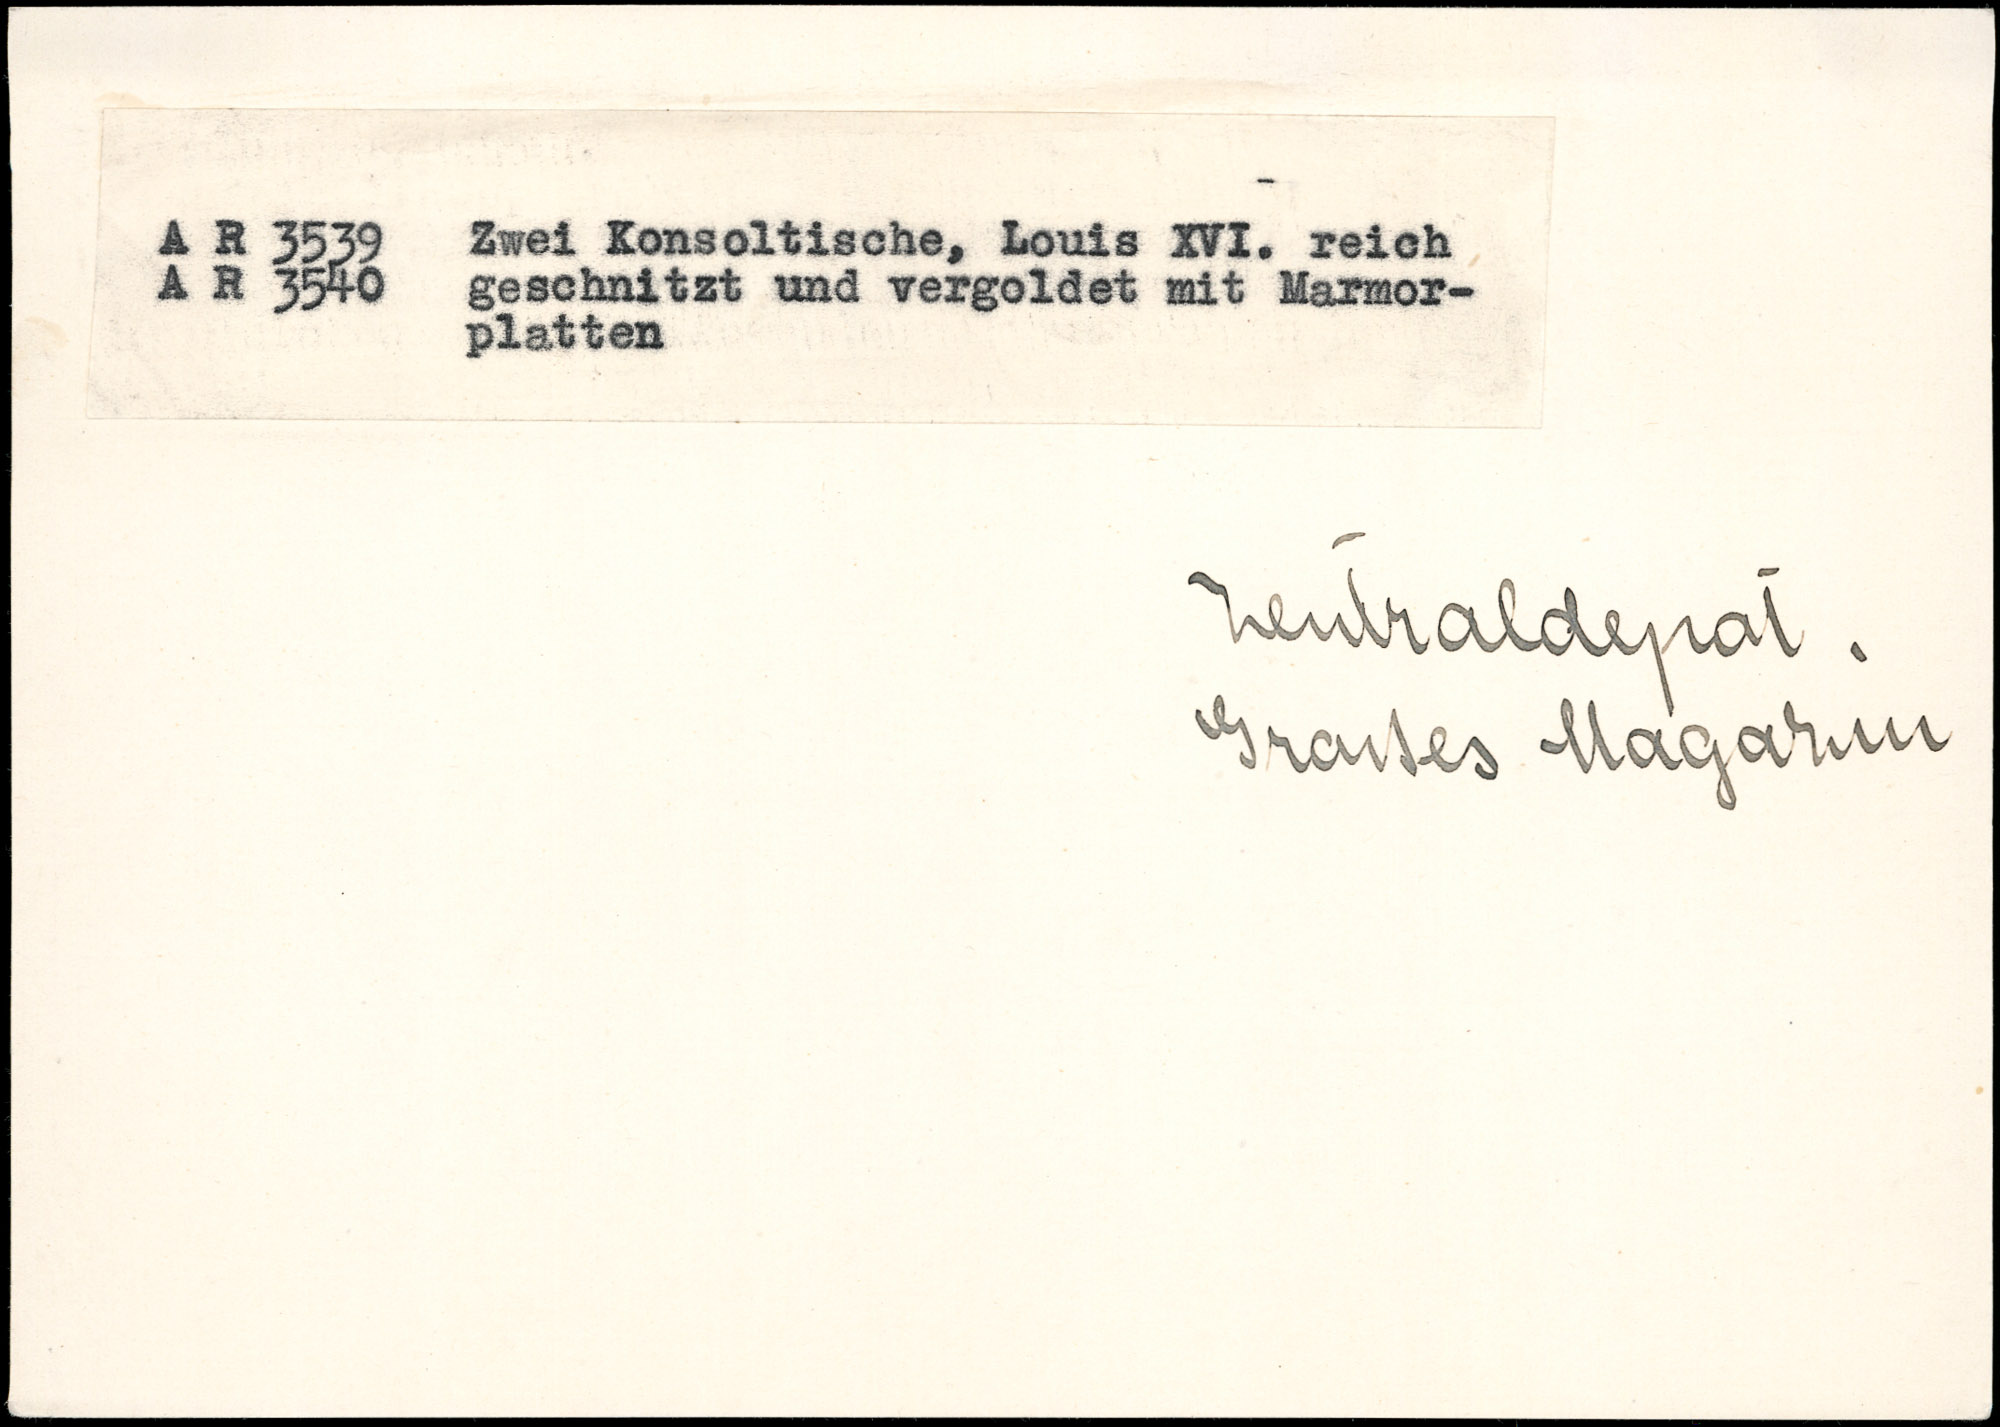 A R 3539 Zwei Konsoltische, Louis XVI. reich
A R 3540 geschnitzt und vergoldet mit Marmor-
platten
Zentraldepot.
Großes Magazin